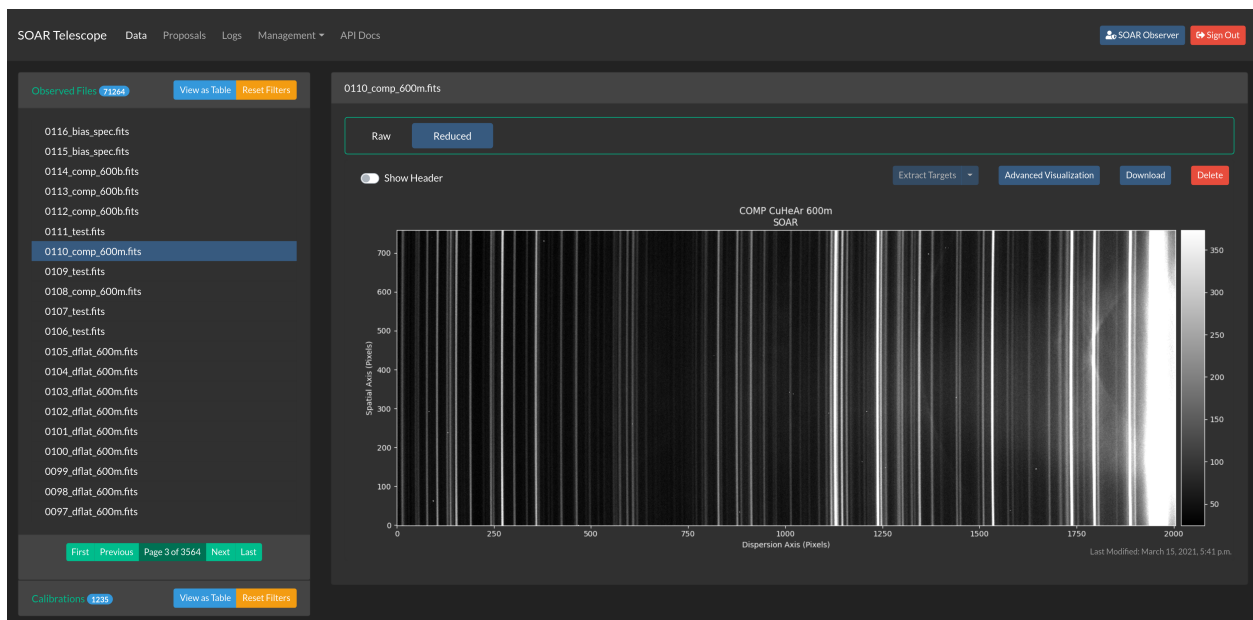 SOAR Telescope Data Proposals Logs Management API Docs SOAR Observer Sign Out
Observed Files 71264 View as Table Reset Filters
0116_bias_spec.fits
0115_bias_spec.fits
0114_comp_600b.fits
0113_comp_600b.fits
0112_comp_600b.fits
0111_test.fits
0110_comp_600m.fits
0109_test.fits
0108_comp_600m.fits
0107_test.fits
0106_test.fits
0105_dflat_600m.fits
0104_dflat_600m.fits
0103_dflat_600m.fits
0102_dflat_600m.fits
0101_dflat_600m.fits
0100_dflat_600m.fits
0099_dflat_600m.fits
0098_dflat_600m.fits
0097_dflat_600m.fits
First Previous Page 3 of 3564 Next Last
Calibrations 1235 View as Table Reset Filters
0110_comp_600m.fits
Raw Reduced
Show Header Extract Targets Advanced Visualization Download Delete
COMP CuHeAr 600m
SOAR
Spatial Axis (Pixels)
700
600
500
400
300
200
100
0
0 250 500 750 1000 1250 1500 1750 2000
Dispersion Axis (Pixels)
350
300
250
200
150
100
50
Last Modified: March 15, 2021, 5:41 p.m.